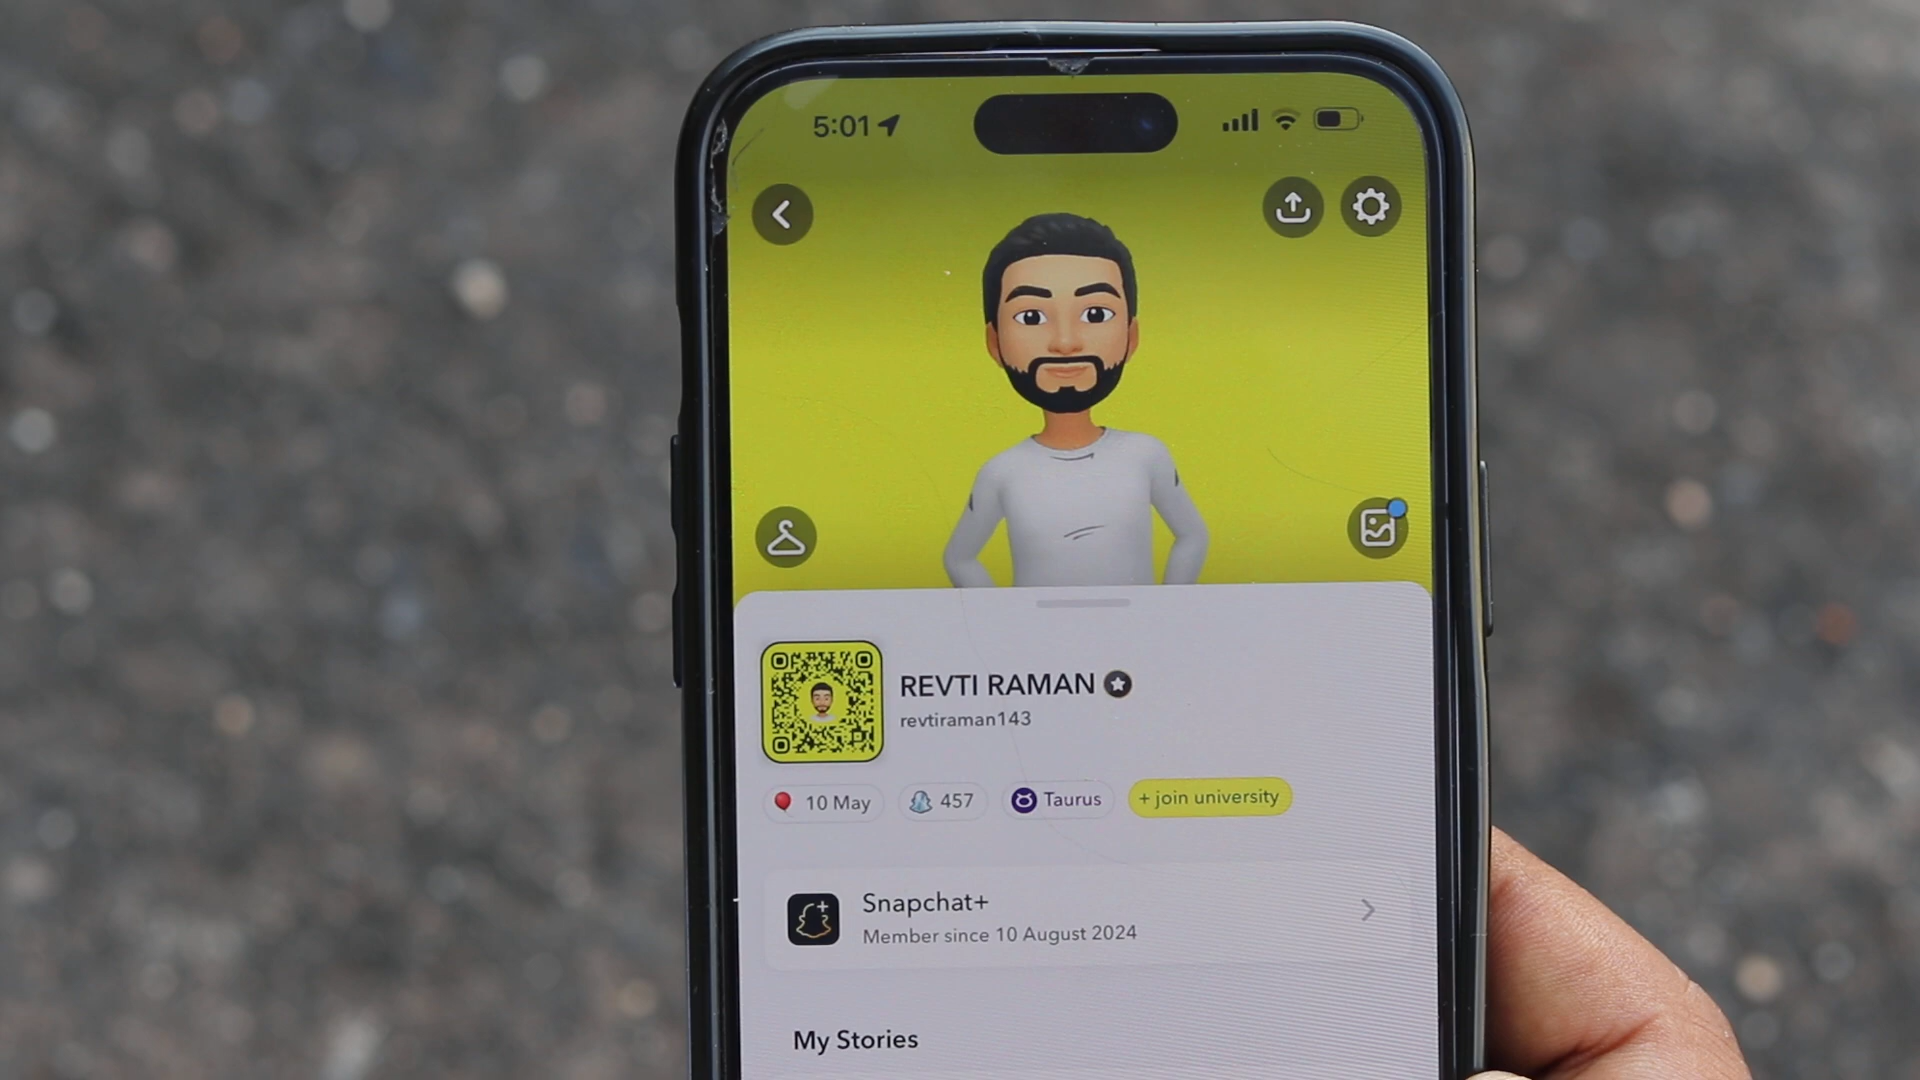 5:01
REVTI RAMAN
revtiraman143
10 May
457
Taurus
+ join university
Snapchat+
Member since 10 August 2024
My Stories